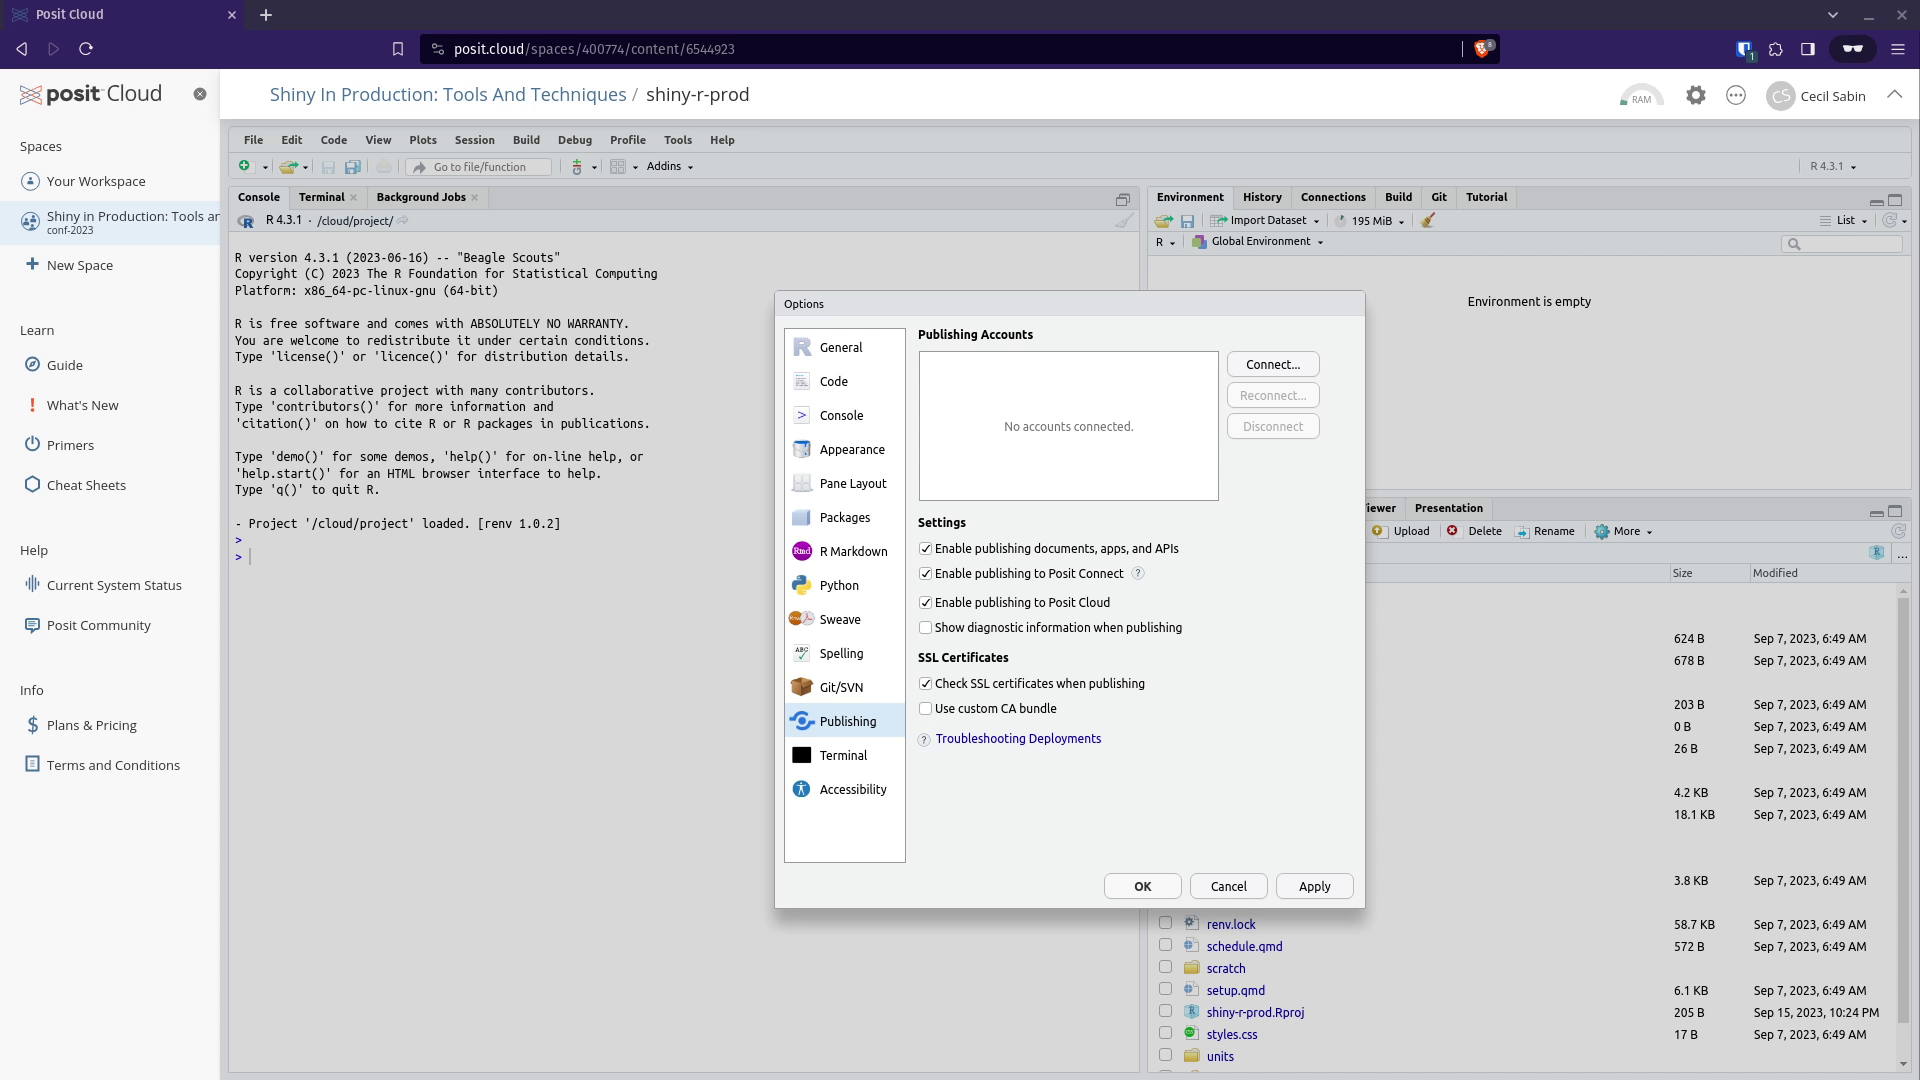 Posit Cloud
posit.cloud/spaces/400774/content/6544923
8
1
posit Cloud
Shiny In Production: Tools And Techniques / shiny-r-prod
RAM
CS
Cecil Sabin
Spaces
Your Workspace
Shiny in Production: Tools ar
conf-2023
New Space
Learn
Guide
What's New
Primers
Cheat Sheets
Help
Current System Status
Posit Community
Info
Plans & Pricing
Terms and Conditions
File Edit Code View Plots Session Build Debug Profile Tools Help
Go to file/function
Addins
R 4.3.1
Console Terminal Background Jobs
R 4.3.1 · /cloud/project/
R version 4.3.1 (2023-06-16) -- "Beagle Scouts"
Copyright (C) 2023 The R Foundation for Statistical Computing
Platform: x86_64-pc-linux-gnu (64-bit)
R is free software and comes with ABSOLUTELY NO WARRANTY.
You are welcome to redistribute it under certain conditions.
Type 'license()' or 'licence()' for distribution details.
R is a collaborative project with many contributors.
Type 'contributors()' for more information and
'citation()' on how to cite R or R packages in publications.
Type 'demo()' for some demos, 'help()' for on-line help, or
'help.start()' for an HTML browser interface to help.
Type 'q()' to quit R.
- Project '/cloud/project' loaded. [renv 1.0.2]
>
>
Environment History Connections Build Git Tutorial
Import Dataset 195 MiB List
R Global Environment
Environment is empty
Options
General
Code
Console
Appearance
Pane Layout
Packages
Rmd R Markdown
Python
Sweave
ABC Spelling
Git/SVN
Publishing
Terminal
Accessibility
Publishing Accounts
No accounts connected.
Connect...
Reconnect...
Disconnect
Settings
Enable publishing documents, apps, and APIs
Enable publishing to Posit Connect ?
Enable publishing to Posit Cloud
Show diagnostic information when publishing
SSL Certificates
Check SSL certificates when publishing
Use custom CA bundle
? Troubleshooting Deployments
OK Cancel Apply
iewer Presentation
Upload Delete Rename More
...
Size Modified
624 B Sep 7, 2023, 6:49 AM
678 B Sep 7, 2023, 6:49 AM
203 B Sep 7, 2023, 6:49 AM
0 B Sep 7, 2023, 6:49 AM
26 B Sep 7, 2023, 6:49 AM
4.2 KB Sep 7, 2023, 6:49 AM
18.1 KB Sep 7, 2023, 6:49 AM
3.8 KB Sep 7, 2023, 6:49 AM
renv.lock 58.7 KB Sep 7, 2023, 6:49 AM
schedule.qmd 572 B Sep 7, 2023, 6:49 AM
scratch
setup.qmd 6.1 KB Sep 7, 2023, 6:49 AM
shiny-r-prod.Rproj 205 B Sep 15, 2023, 10:24 PM
styles.css 17 B Sep 7, 2023, 6:49 AM
units